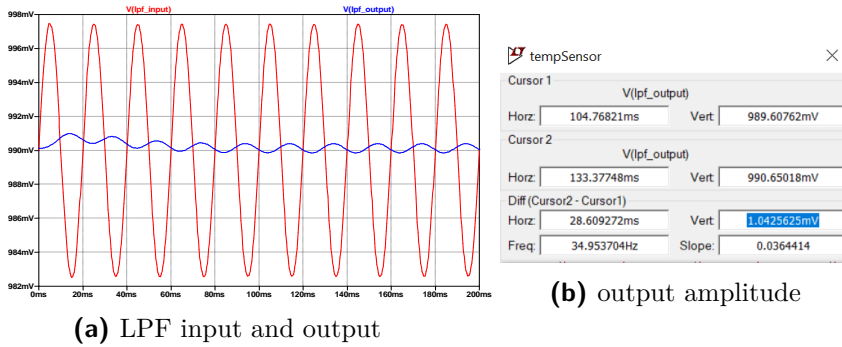 V(lpf_input) V(lpf_output)
998mV
996mV
994mV
992mV
990mV
988mV
986mV
984mV
982mV
0ms 20ms 40ms 60ms 80ms 100ms 120ms 140ms 160ms 180ms 200ms
(a) LPF input and output
tempSensor
Cursor 1
V(lpf_output)
Horz: 104.76821ms Vert: 989.60762mV
Cursor 2
V(lpf_output)
Horz: 133.37748ms Vert: 990.65018mV
Diff (Cursor2 - Cursor1)
Horz: 28.609272ms Vert: 1.0425625mV
Freq: 34.953704Hz Slope: 0.0364414
(b) output amplitude